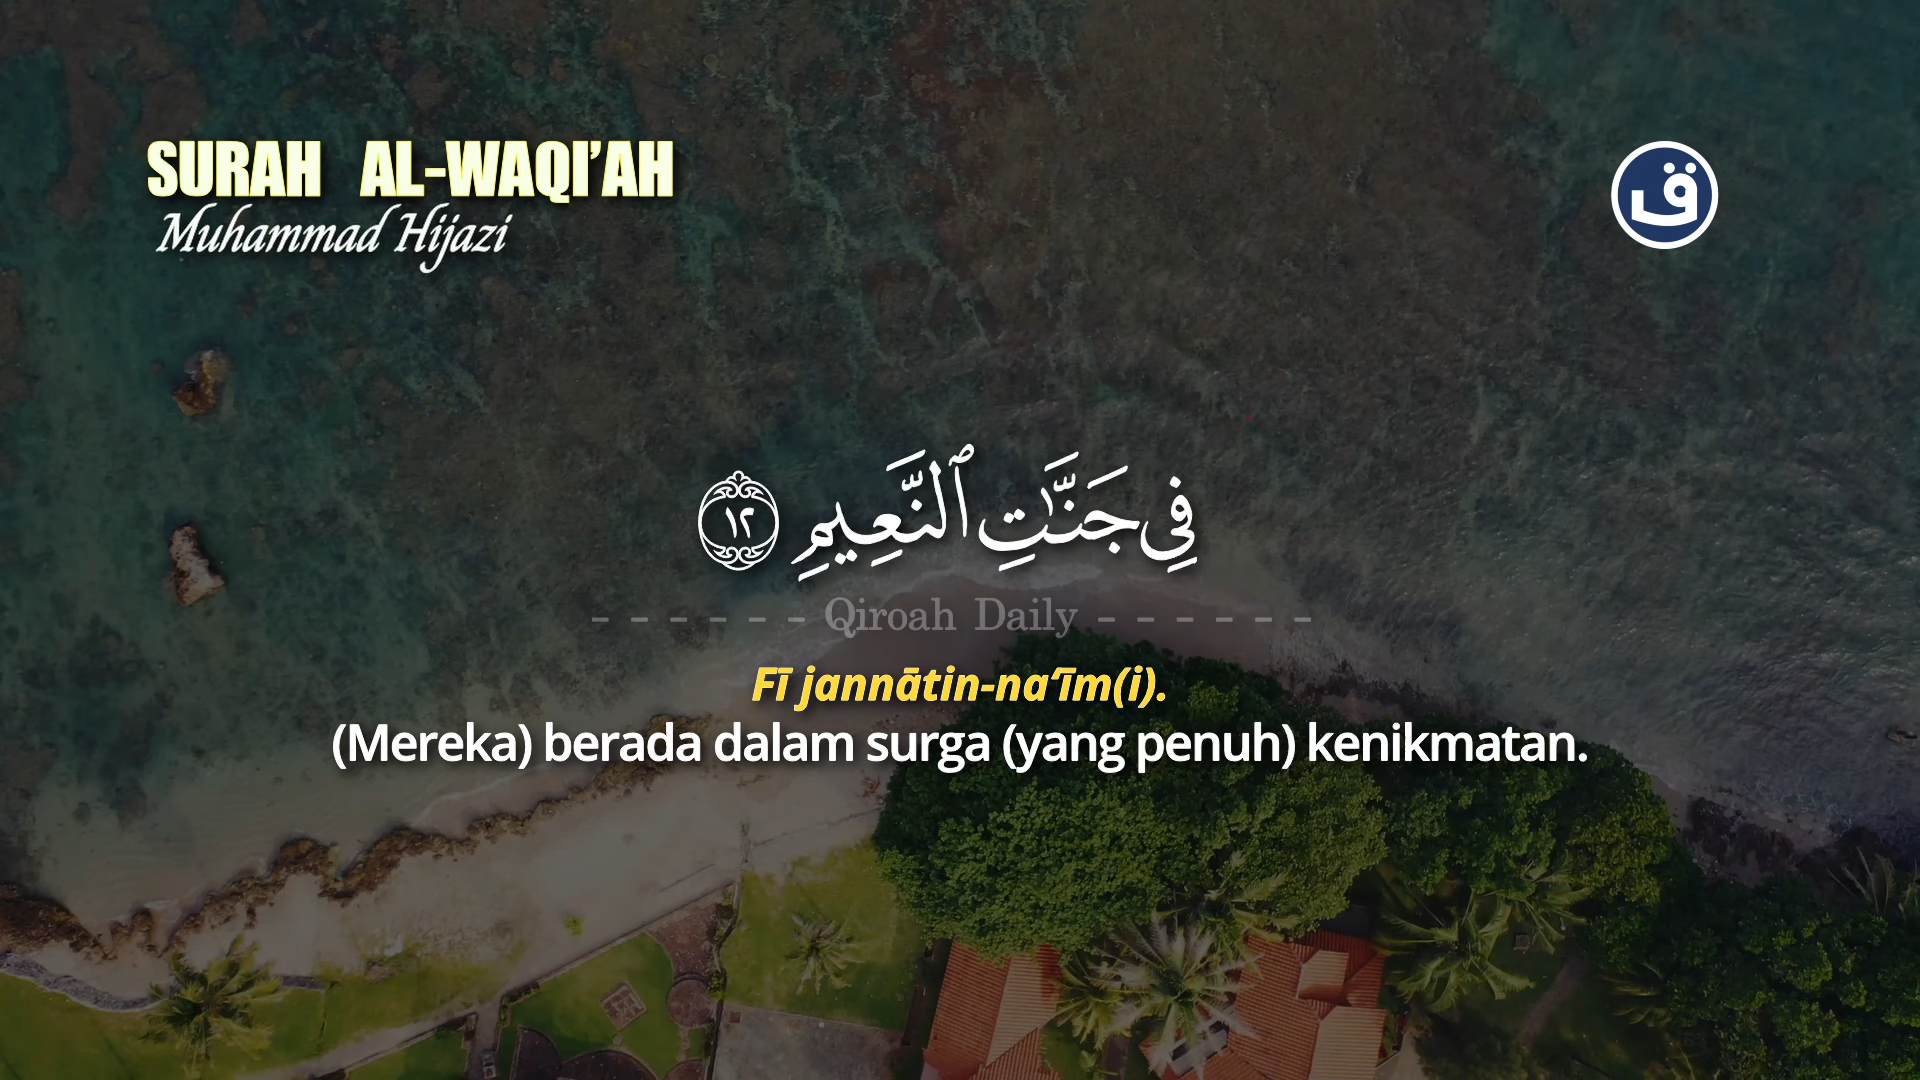 SURAH AL-WAQI’AH
Muhammad Hijazi
ق
فِى جَنَّـٰتِ ٱلنَّعِيمِ ١٢
- - - - - - Qiroah Daily - - - - - -
Fī jannātin-na‘īm(i).
(Mereka) berada dalam surga (yang penuh) kenikmatan.